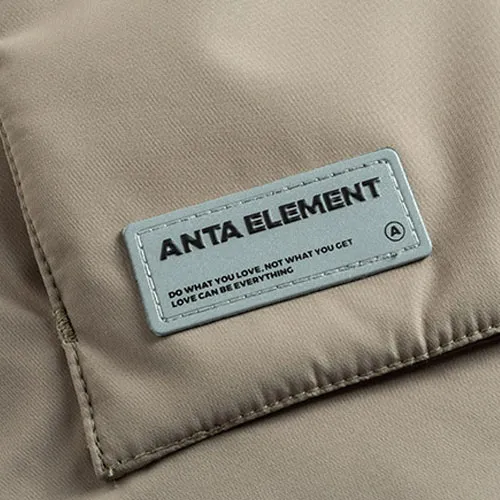 ANTA ELEMENT
DO WHAT YOU LOVE, NOT WHAT YOU GET
LOVE CAN BE EVERYTHING
A